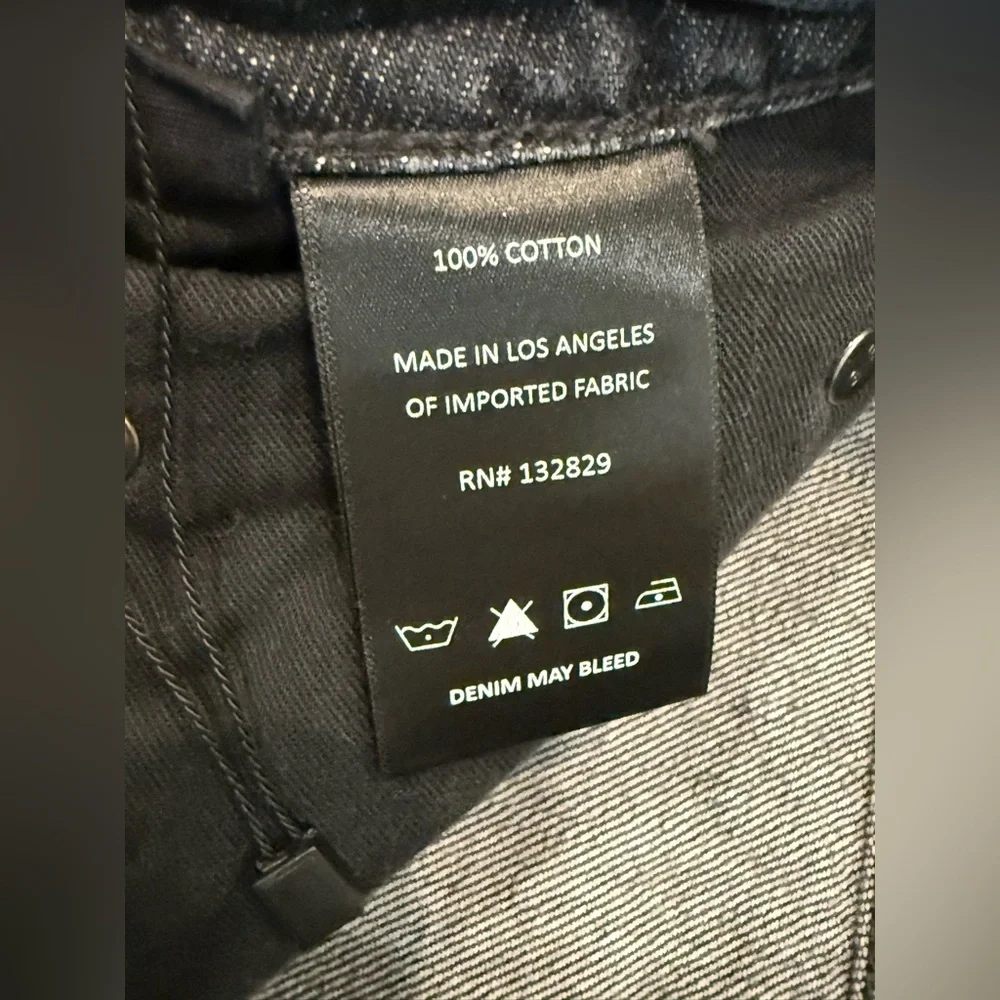 100% COTTON
MADE IN LOS ANGELES
OF IMPORTED FABRIC
RN# 132829
DENIM MAY BLEED